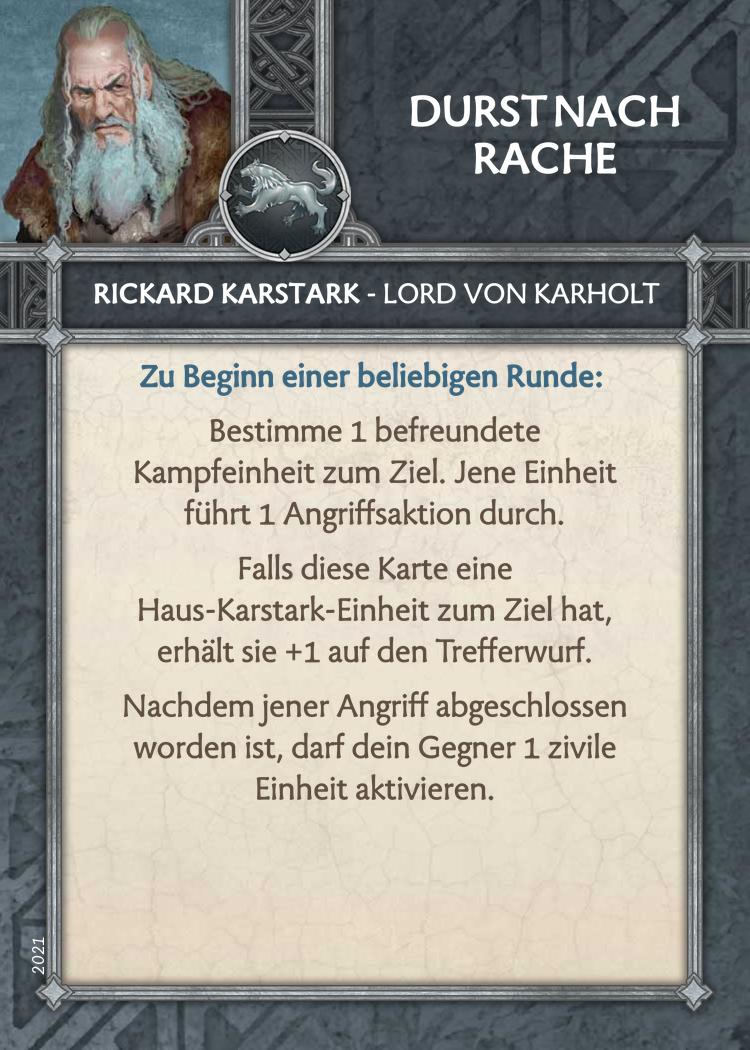 DURST NACH
RACHE
RICKARD KARSTARK - LORD VON KARHOLT
Zu Beginn einer beliebigen Runde:
Bestimme 1 befreundete
Kampfeinheit zum Ziel. Jene Einheit
führt 1 Angriffsaktion durch.
Falls diese Karte eine
Haus-Karstark-Einheit zum Ziel hat,
erhält sie +1 auf den Trefferwurf.
Nachdem jener Angriff abgeschlossen
worden ist, darf dein Gegner 1 zivile
Einheit aktivieren.
2021